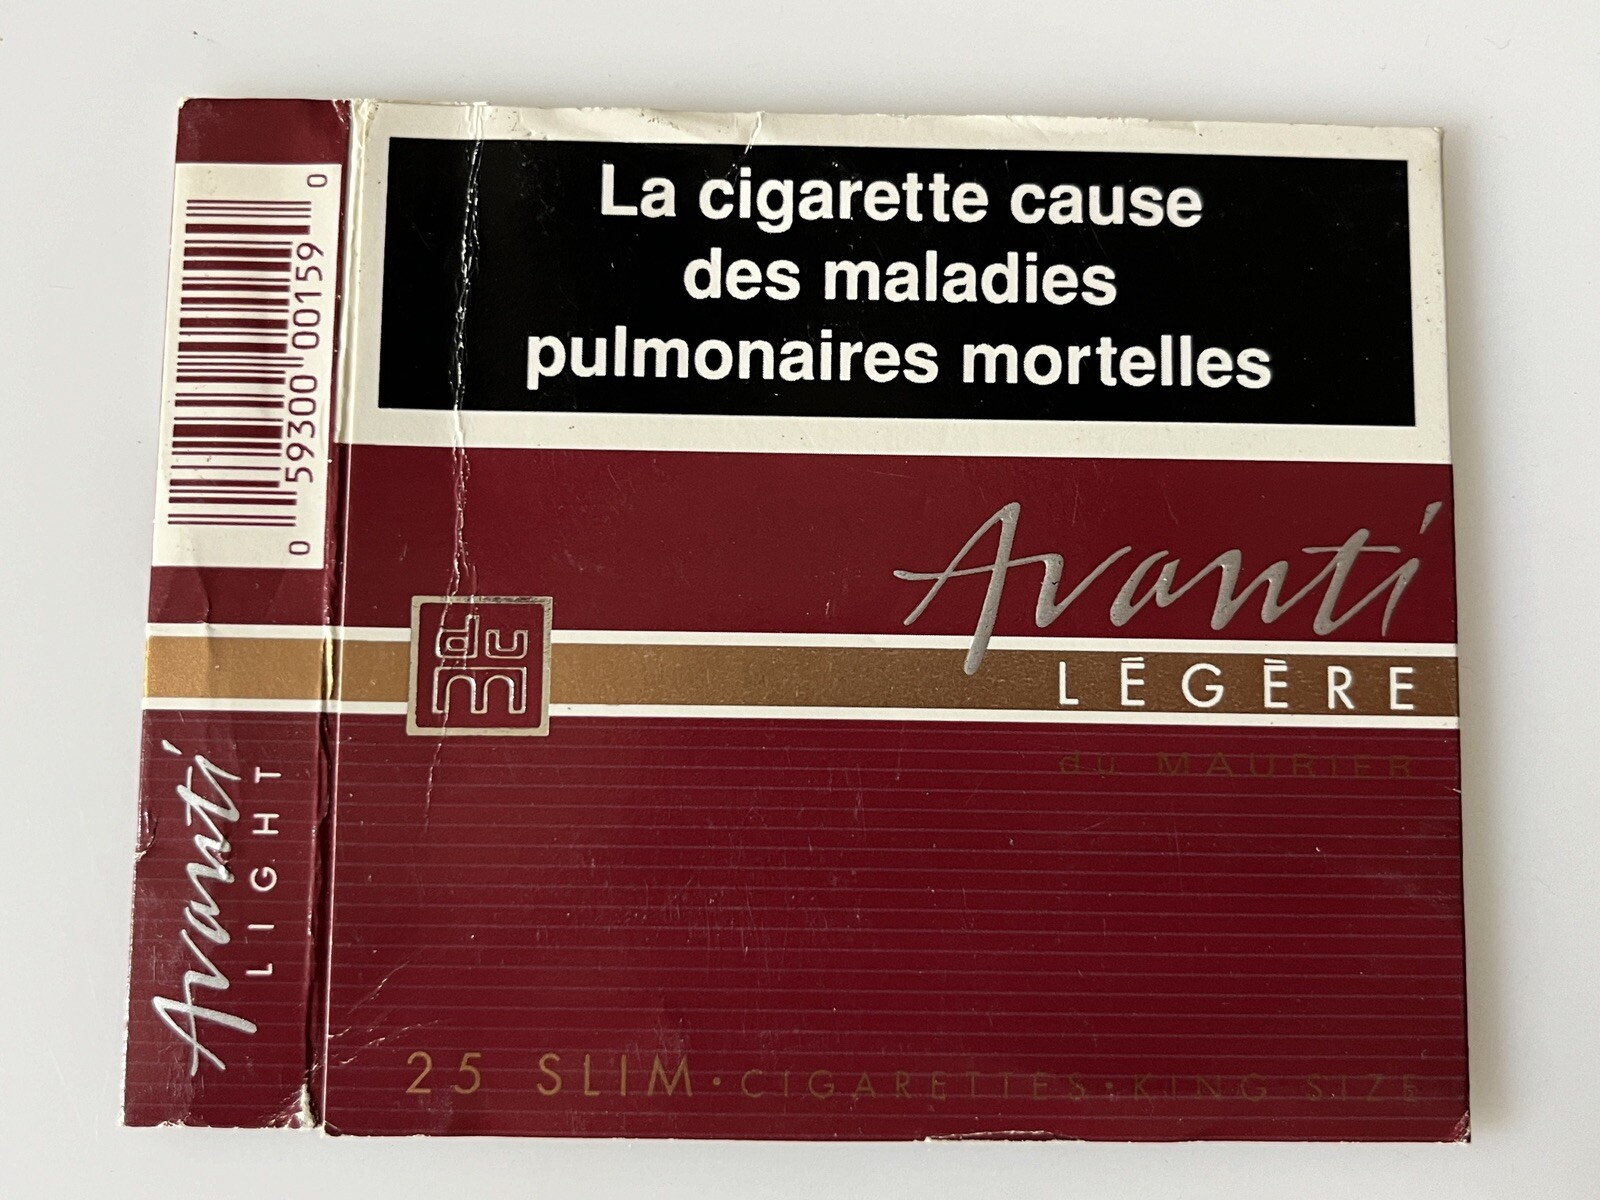 La cigarette cause
des maladies
pulmonaires mortelles
Avanti
LÉGÈRE
du MAURIER
du
m
25 SLIM · CIGARETTES · KING SIZE
0 59300 00159 0
Avanti
LIGHT